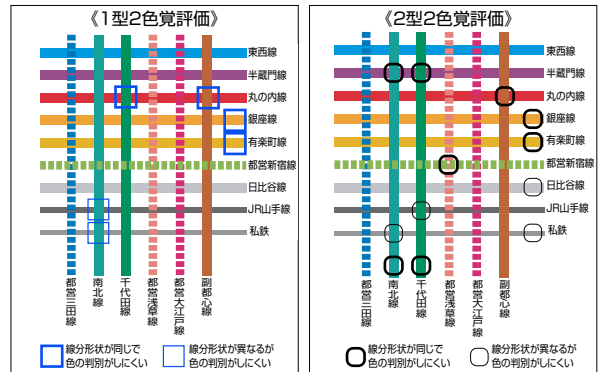 《1型2色覚評価》
東西線
半蔵門線
丸の内線
銀座線
有楽町線
都営新宿線
日比谷線
JR山手線
私鉄
都営三田線
南北線
千代田線
都営浅草線
都営大江戸線
副都心線
線分形状が同じで
色の判別がしにくい
線分形状が異なるが
色の判別がしにくい
《2型2色覚評価》
東西線
半蔵門線
丸の内線
銀座線
有楽町線
都営新宿線
日比谷線
JR山手線
私鉄
都営三田線
南北線
千代田線
都営浅草線
都営大江戸線
副都心線
線分形状が同じで
色の判別がしにくい
線分形状が異なるが
色の判別がしにくい